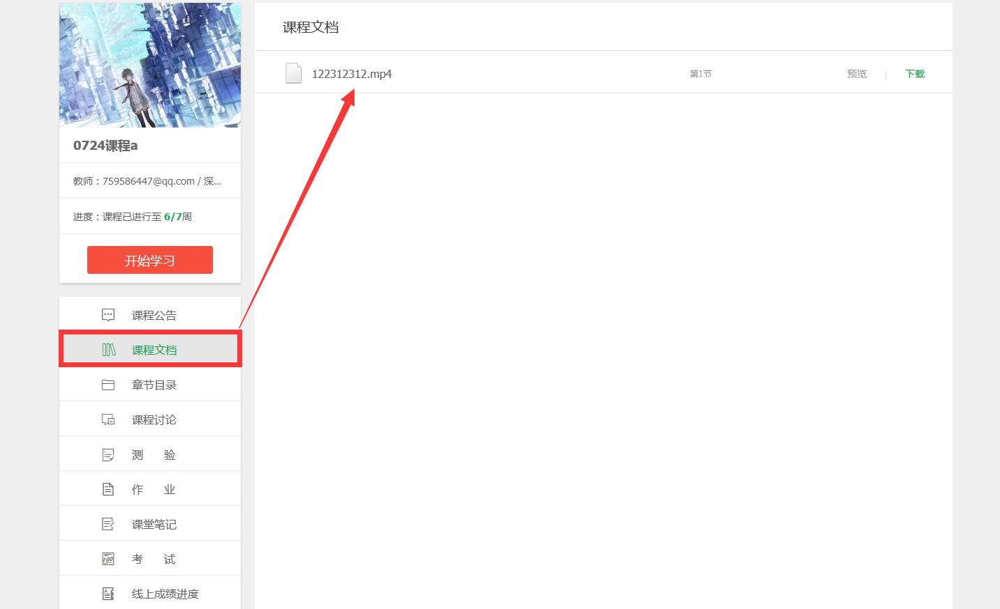 0724课程a
教师：759586447@qq.com / 深...
进度：课程已进行至 6/7周
开始学习
课程公告
课程文档
章节目录
课程讨论
测 验
作 业
课堂笔记
考 试
线上成绩进度
课程文档
122312312.mp4 第1节 预览 | 下载